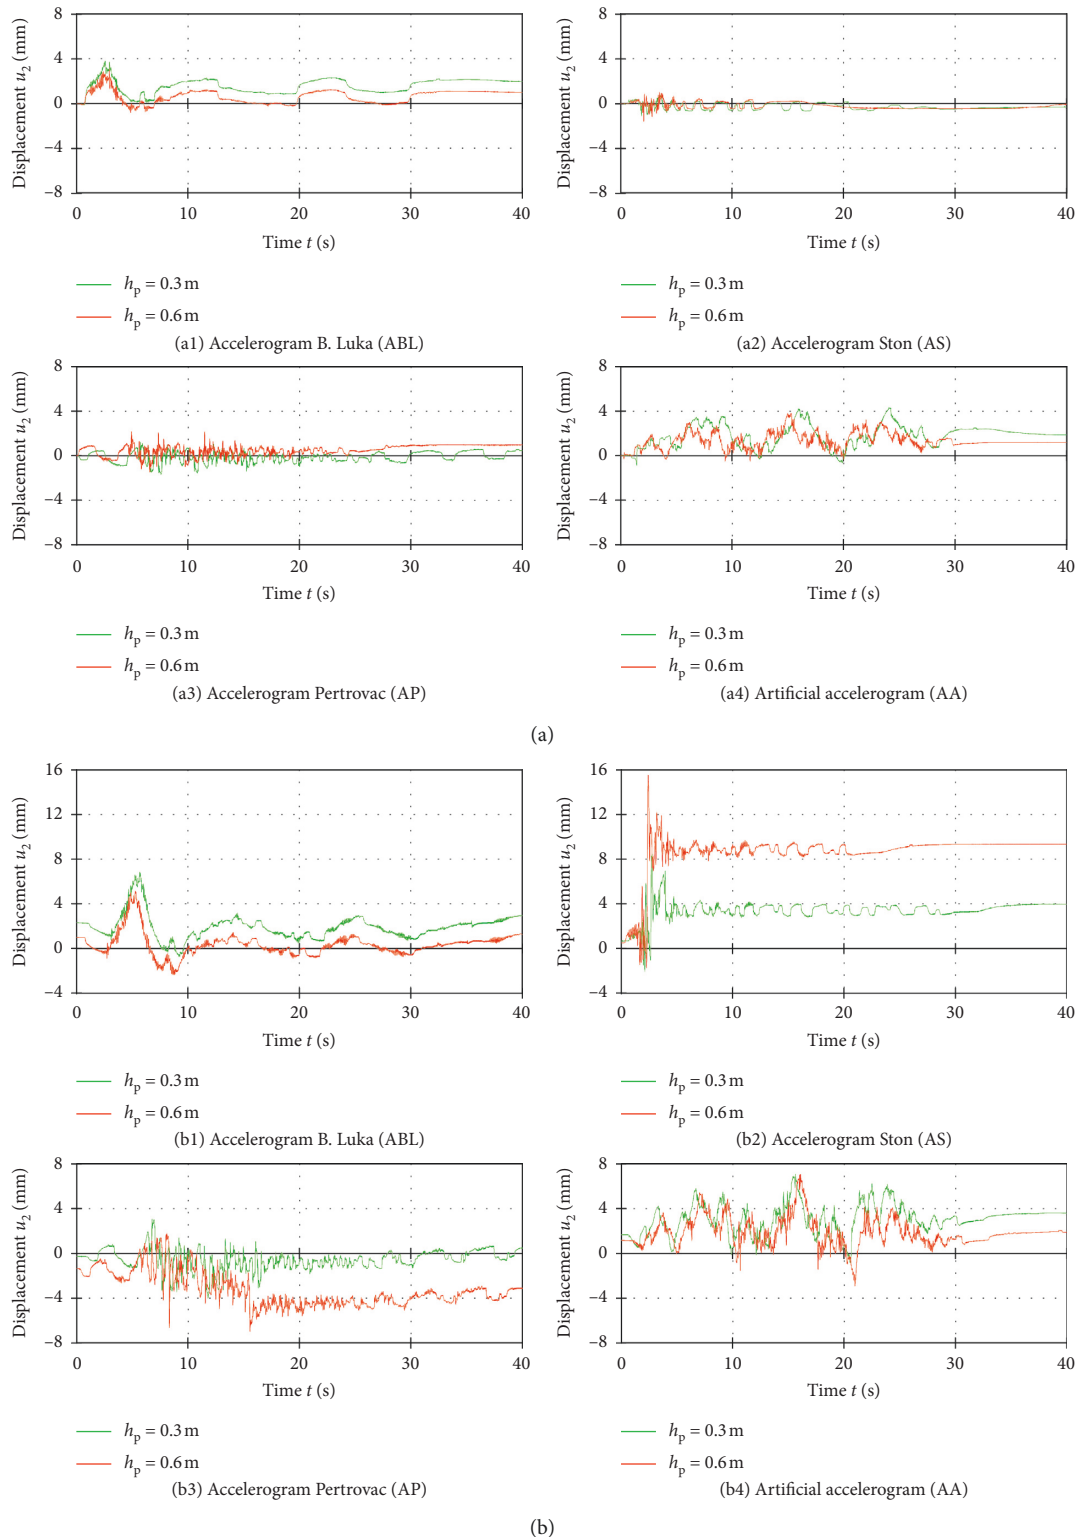 8
4
0
−4
−8
Displacement u₂ (mm)
0 10 20 30 40
Time t (s)
hₚ = 0.3 m
hₚ = 0.6 m
(a1) Accelerogram B. Luka (ABL)
8
4
0
−4
−8
Displacement u₂ (mm)
0 10 20 30 40
Time t (s)
hₚ = 0.3 m
hₚ = 0.6 m
(a2) Accelerogram Ston (AS)
8
4
0
−4
−8
Displacement u₂ (mm)
0 10 20 30 40
Time t (s)
hₚ = 0.3 m
hₚ = 0.6 m
(a3) Accelerogram Pertrovac (AP)
8
4
0
−4
−8
Displacement u₂ (mm)
0 10 20 30 40
Time t (s)
hₚ = 0.3 m
hₚ = 0.6 m
(a4) Artificial accelerogram (AA)
(a)
16
12
8
4
0
−4
Displacement u₂ (mm)
0 10 20 30 40
Time t (s)
hₚ = 0.3 m
hₚ = 0.6 m
(b1) Accelerogram B. Luka (ABL)
16
12
8
4
0
−4
Displacement u₂ (mm)
0 10 20 30 40
Time t (s)
hₚ = 0.3 m
hₚ = 0.6 m
(b2) Accelerogram Ston (AS)
8
4
0
−4
−8
Displacement u₂ (mm)
0 10 20 30 40
Time t (s)
hₚ = 0.3 m
hₚ = 0.6 m
(b3) Accelerogram Pertrovac (AP)
8
4
0
−4
−8
Displacement u₂ (mm)
0 10 20 30 40
Time t (s)
hₚ = 0.3 m
hₚ = 0.6 m
(b4) Artificial accelerogram (AA)
(b)